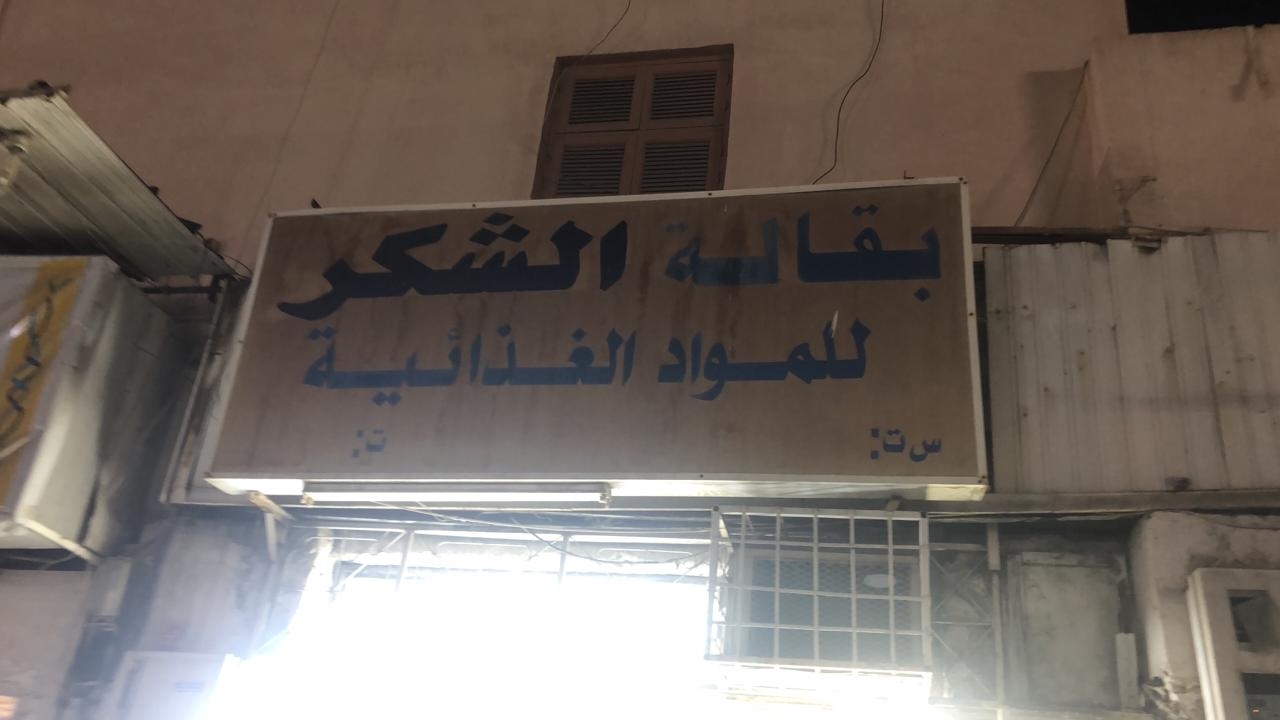 بقالة الشكر
للمواد الغذائية
س ت: ت: